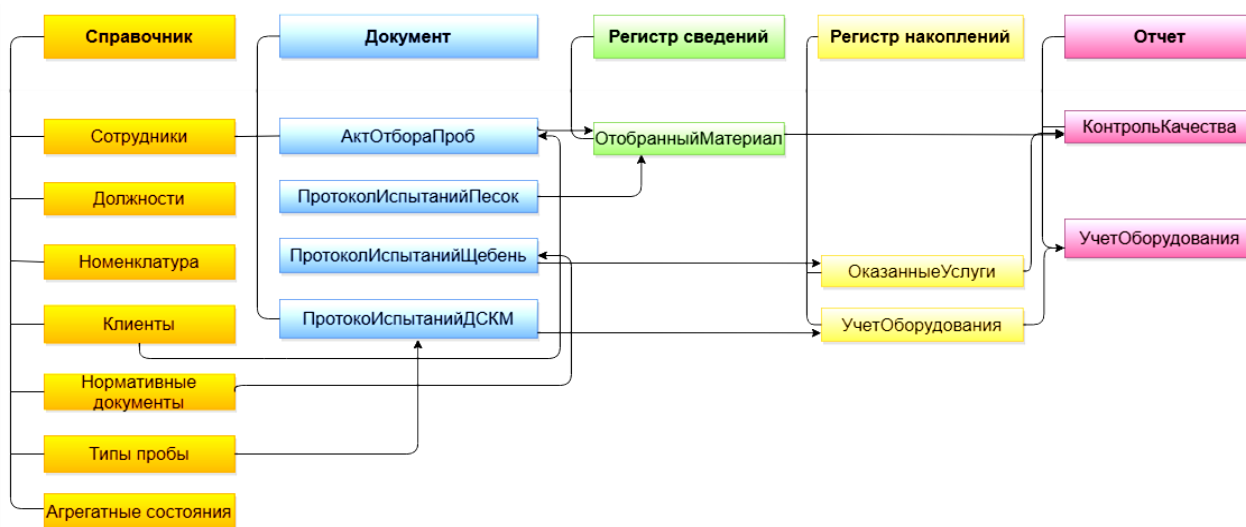 Справочник
Документ
Регистр сведений
Регистр накоплений
Отчет
Сотрудники
АктОтбораПроб
ОтобранныйМатериал
КонтрольКачества
Должности
ПротоколИспытанийПесок
УчетОборудования
Номенклатура
ПротоколИспытанийЩебень
ОказанныеУслуги
Клиенты
ПротокоИспытанийДСКМ
УчетОборудования
Нормативные
документы
Типы пробы
Агрегатные состояния